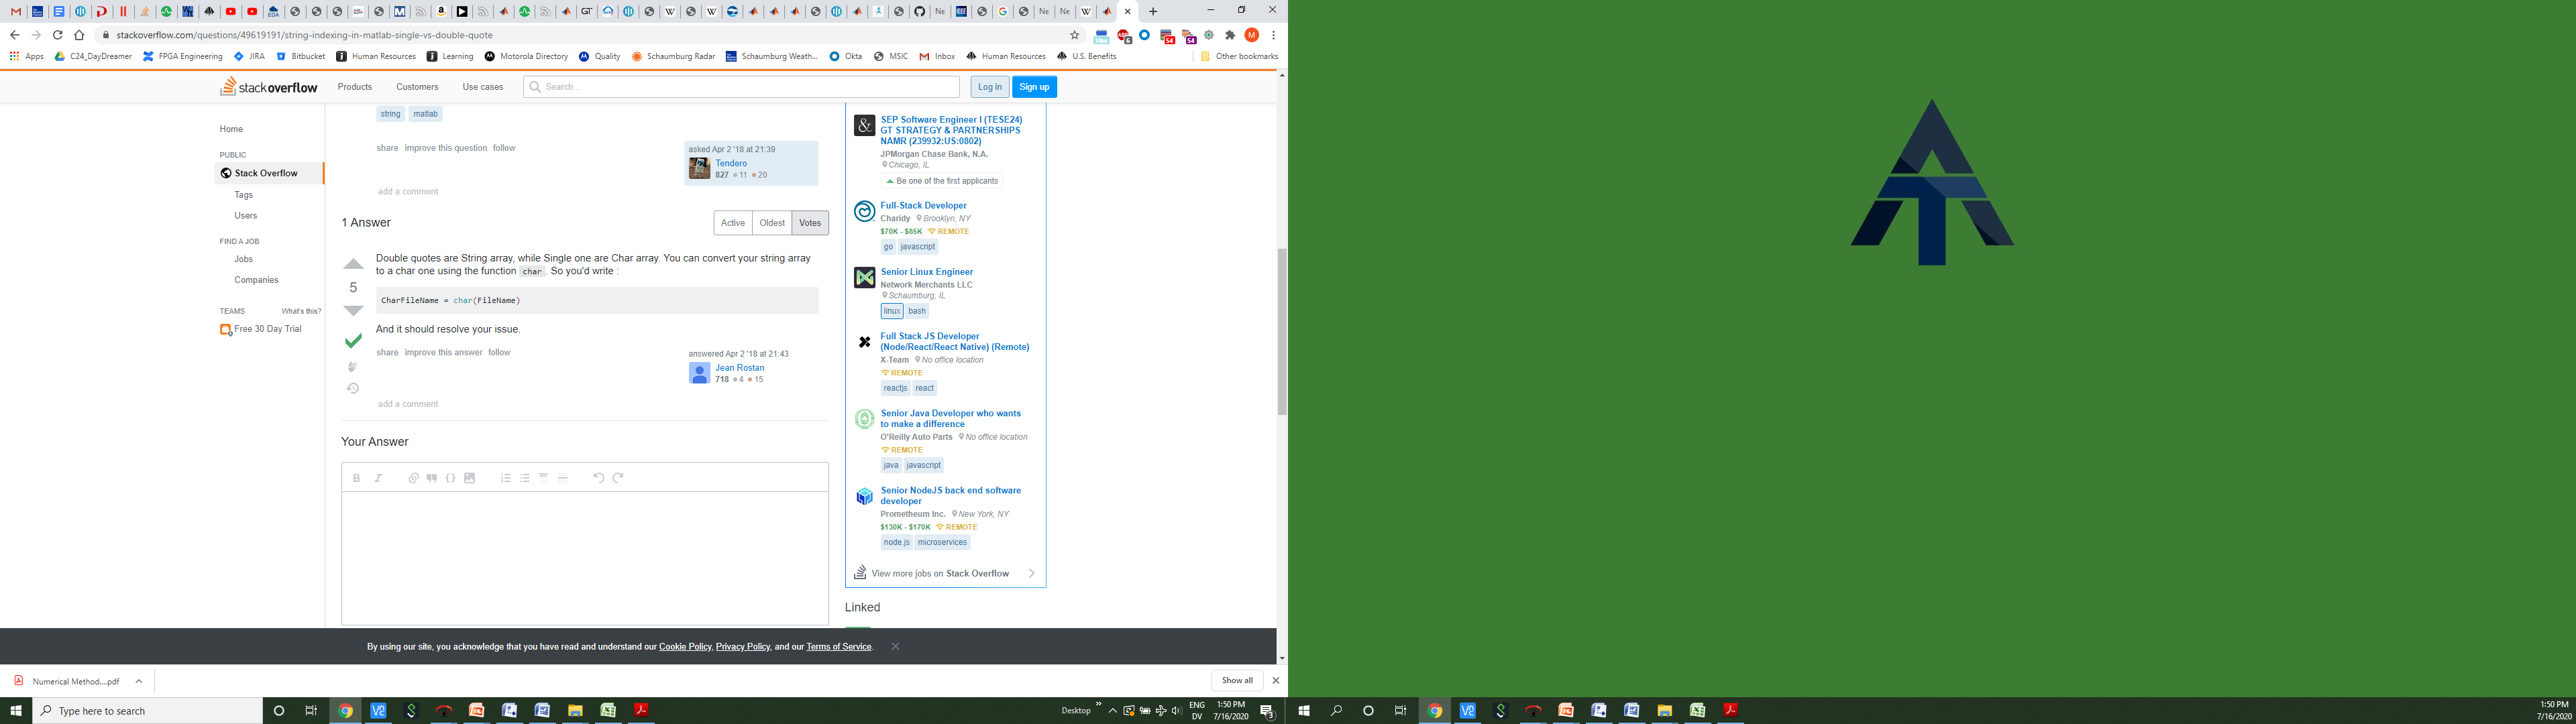 stackoverflow.com/questions/49619191/string-indexing-in-matlab-single-vs-double-quote
Apps C24_DayDreamer FPGA Engineering JIRA Bitbucket Human Resources Learning Motorola Directory Quality Schaumburg Radar Schaumburg Weath... Okta MSIC Inbox Human Resources U.S. Benefits Other bookmarks
stackoverflow Products Customers Use cases Search... Log in Sign up
Home
PUBLIC
Stack Overflow
Tags
Users
FIND A JOB
Jobs
Companies
TEAMS What's this?
Free 30 Day Trial
string matlab
share improve this question follow
asked Apr 2 '18 at 21:39
Tendero
827 11 20
add a comment
1 Answer
Active Oldest Votes
Double quotes are String array, while Single one are Char array. You can convert your string array
to a char one using the function char . So you'd write :
5
CharFileName = char(FileName)
And it should resolve your issue.
share improve this answer follow
answered Apr 2 '18 at 21:43
Jean Rostan
718 4 15
add a comment
Your Answer
SEP Software Engineer I (TESE24)
GT STRATEGY & PARTNERSHIPS
NAMR (239932:US:0802)
JPMorgan Chase Bank, N.A.
Chicago, IL
Be one of the first applicants
Full-Stack Developer
Charidy Brooklyn, NY
$70K - $85K REMOTE
go javascript
Senior Linux Engineer
Network Merchants LLC
Schaumburg, IL
linux bash
Full Stack JS Developer
(Node/React/React Native) (Remote)
X-Team No office location
REMOTE
reactjs react
Senior Java Developer who wants
to make a difference
O'Reilly Auto Parts No office location
REMOTE
java javascript
Senior NodeJS back end software
developer
Prometheum Inc. New York, NY
$130K - $170K REMOTE
node.js microservices
View more jobs on Stack Overflow
Linked
By using our site, you acknowledge that you have read and understand our Cookie Policy, Privacy Policy, and our Terms of Service.
Numerical Method....pdf
Show all
Type here to search
Desktop
ENG
DV
1:50 PM
7/16/2020
3
1:50 PM
7/16/2020